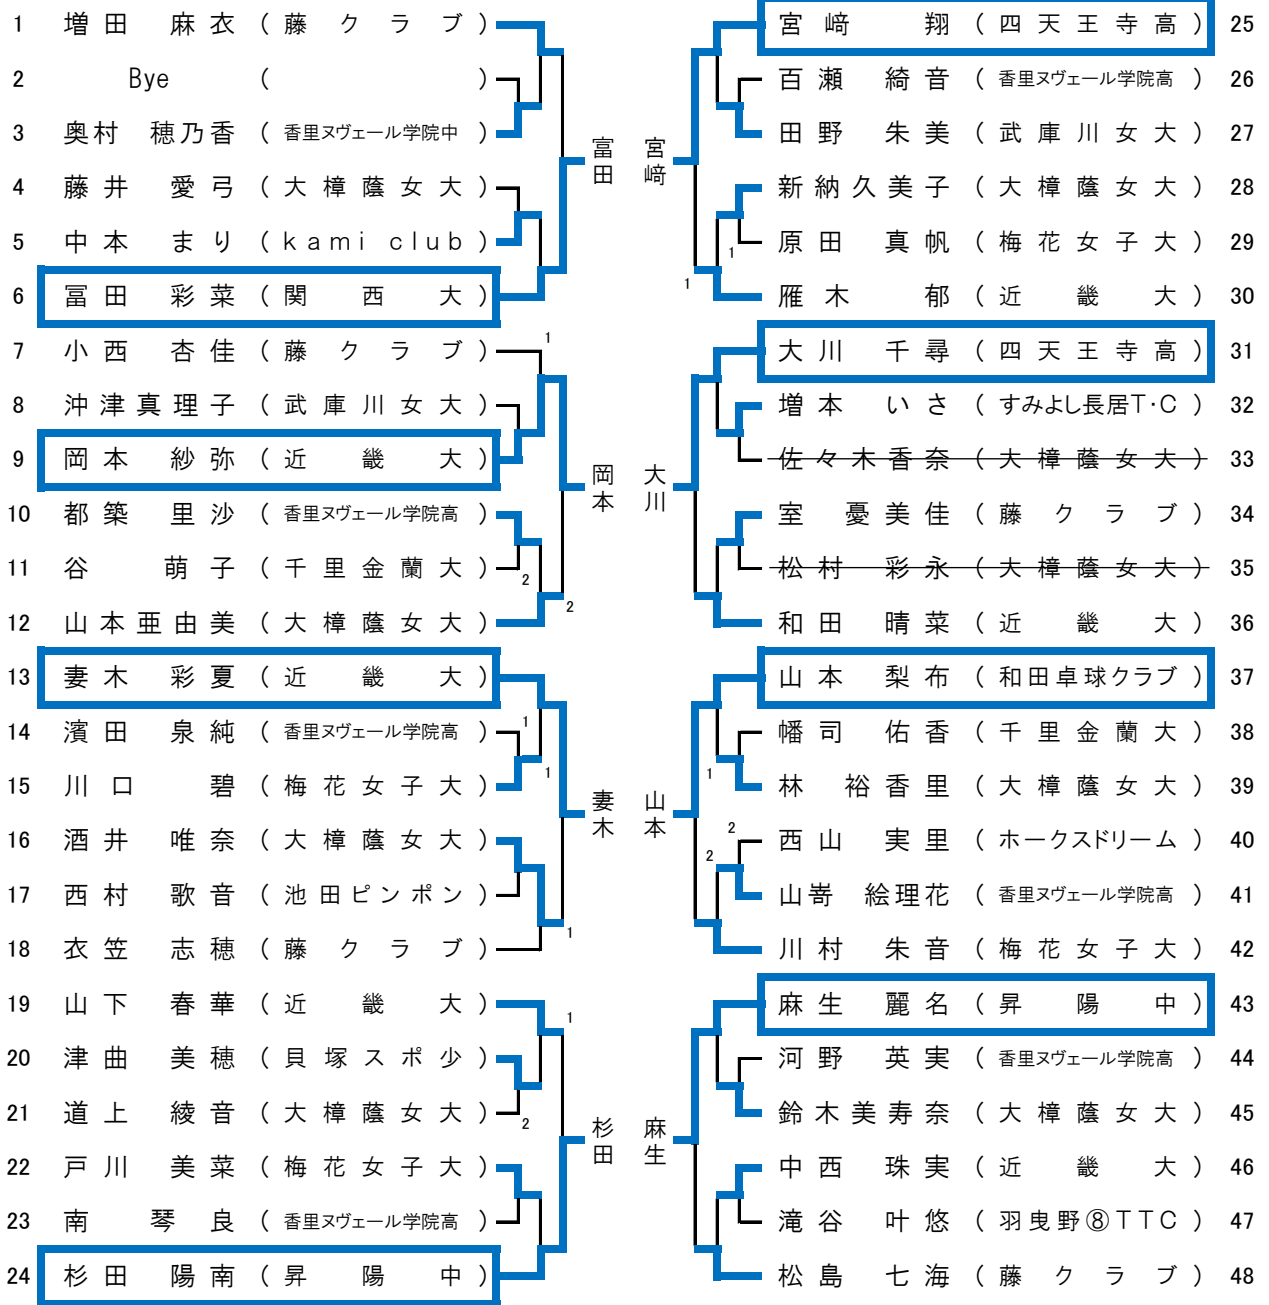 1 増田 麻衣 ( 藤クラブ )
2 Bye ( )
3 奥村 穂乃香 ( 香里ヌヴェール学院中 )
4 藤井 愛弓 ( 大樟蔭女大 )
5 中本 まり ( kami club )
6 冨田 彩菜 ( 関西大 )
7 小西 杏佳 ( 藤クラブ )
8 沖津真理子 ( 武庫川女大 )
9 岡本 紗弥 ( 近畿大 )
10 都築 里沙 ( 香里ヌヴェール学院高 )
11 谷 萌子 ( 千里金蘭大 )
12 山本亜由美 ( 大樟蔭女大 )
13 妻木 彩夏 ( 近畿大 )
14 濱田 泉純 ( 香里ヌヴェール学院高 )
15 川口 碧 ( 梅花女子大 )
16 酒井 唯奈 ( 大樟蔭女大 )
17 西村 歌音 ( 池田ピンポン )
18 衣笠 志穂 ( 藤クラブ )
19 山下 春華 ( 近畿大 )
20 津曲 美穂 ( 貝塚スポ少 )
21 道上 綾音 ( 大樟蔭女大 )
22 戸川 美菜 ( 梅花女子大 )
23 南 琴良 ( 香里ヌヴェール学院高 )
24 杉田 陽南 ( 昇陽中 )
1
2
2
1
1
1
1
2
富田
岡本
妻木
杉田
宮﨑
大川
山本
麻生
1
1
1
2
2
宮﨑 翔 ( 四天王寺高 ) 25
百瀬 綺音 ( 香里ヌヴェール学院高 ) 26
田野 朱美 ( 武庫川女大 ) 27
新納久美子 ( 大樟蔭女大 ) 28
原田 真帆 ( 梅花女子大 ) 29
雁木 郁 ( 近畿大 ) 30
大川 千尋 ( 四天王寺高 ) 31
増本 いさ ( すみよし長居T・C ) 32
佐々木香奈 ( 大樟蔭女大 ) 33
室 憂美佳 ( 藤クラブ ) 34
松村 彩永 ( 大樟蔭女大 ) 35
和田 晴菜 ( 近畿大 ) 36
山本 梨布 ( 和田卓球クラブ ) 37
幡司 佑香 ( 千里金蘭大 ) 38
林 裕香里 ( 大樟蔭女大 ) 39
西山 実里 ( ホークスドリーム ) 40
山嵜 絵理花 ( 香里ヌヴェール学院高 ) 41
川村 朱音 ( 梅花女子大 ) 42
麻生 麗名 ( 昇陽中 ) 43
河野 英実 ( 香里ヌヴェール学院高 ) 44
鈴木美寿奈 ( 大樟蔭女大 ) 45
中西 珠実 ( 近畿大 ) 46
滝谷 叶悠 ( 羽曳野⑧TTC ) 47
松島 七海 ( 藤クラブ ) 48